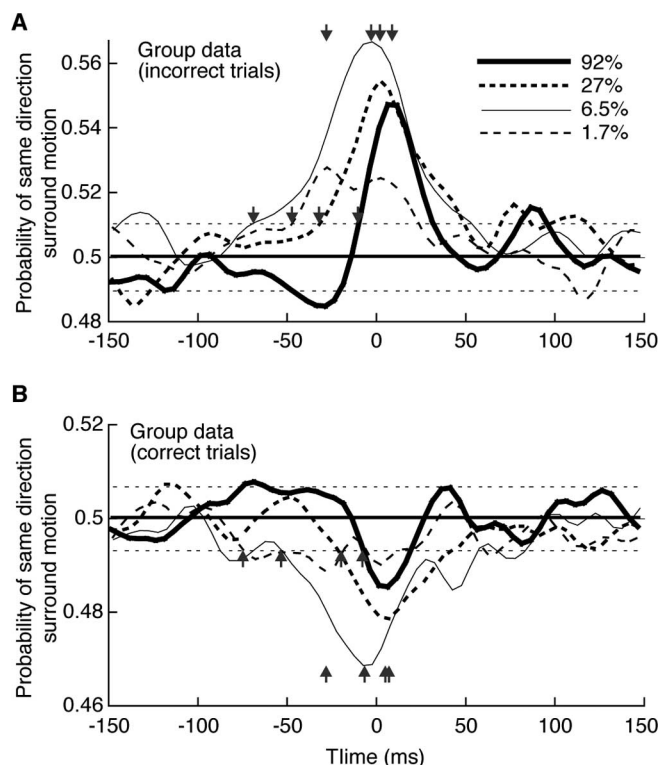 A
Group data
(incorrect trials)
92%
27%
6.5%
1.7%
Probability of same direction
surround motion
0.56
0.54
0.52
0.5
0.48
-150
-100
-50
0
50
100
150
B
Group data
(correct trials)
Probability of same direction
surround motion
0.52
0.5
0.48
0.46
-150
-100
-50
0
50
100
150
TIime (ms)